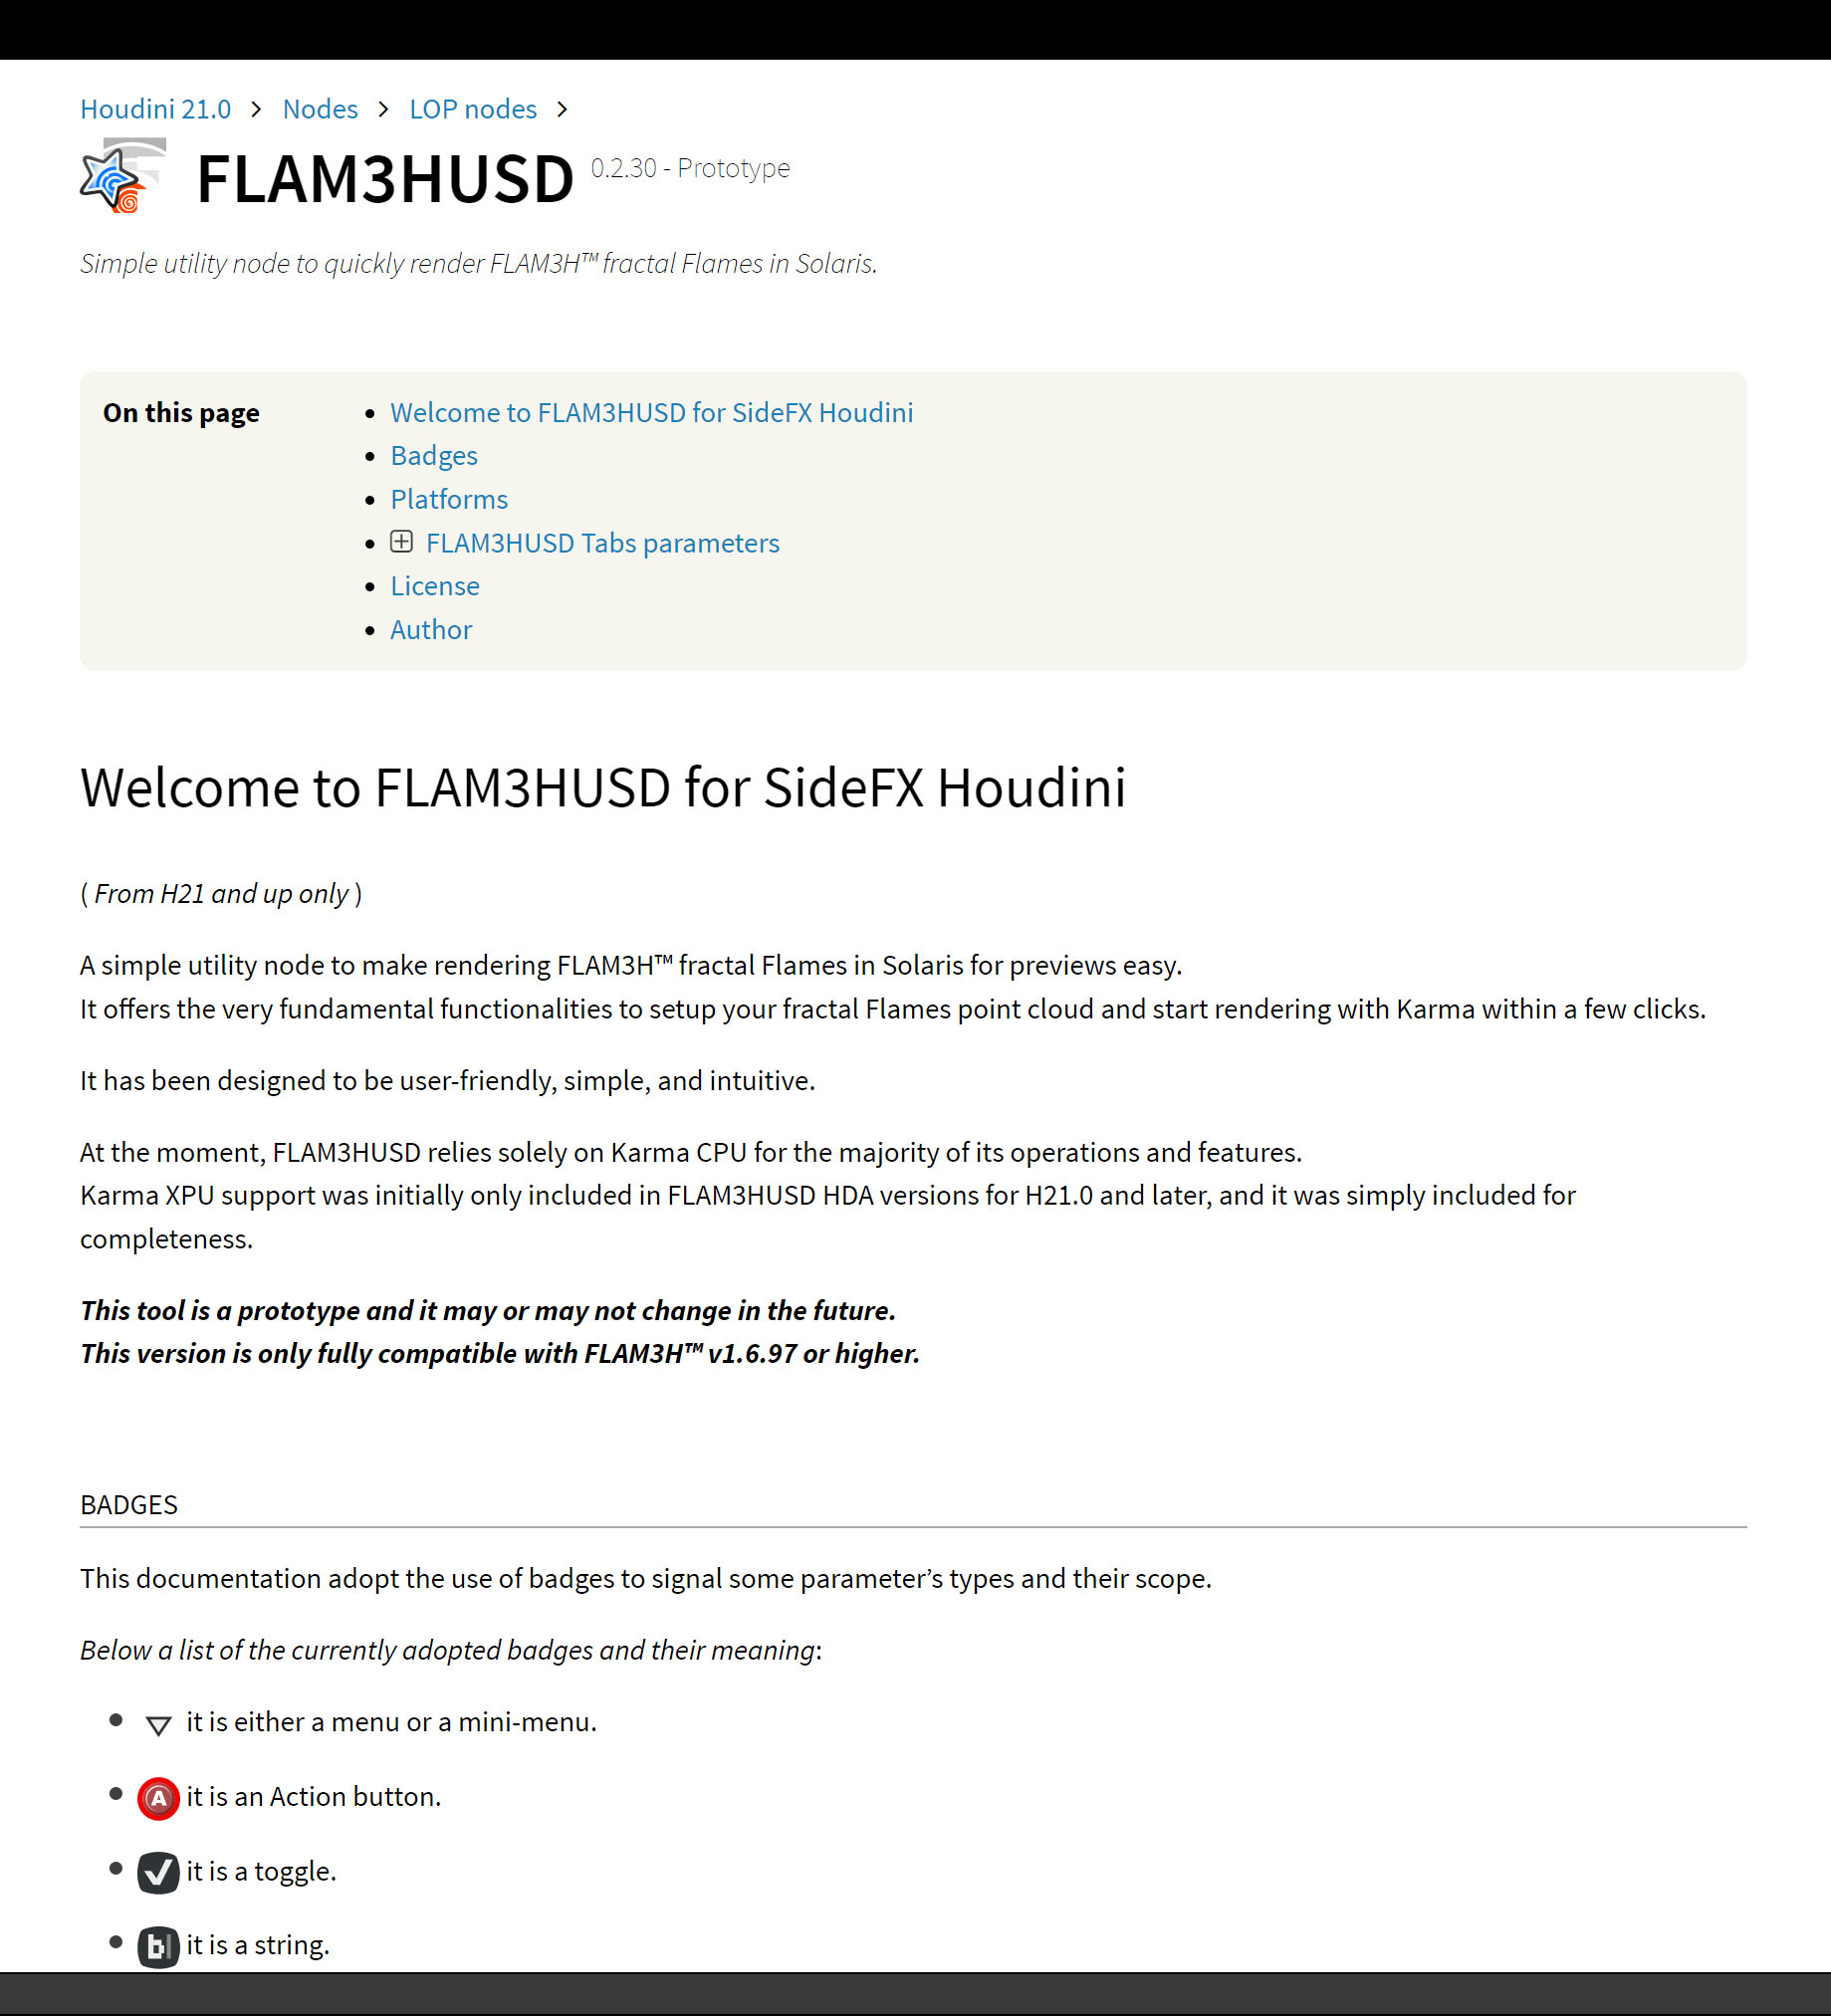 Houdini 21.0 > Nodes > LOP nodes >
FLAM3HUSD 0.2.30 - Prototype
Simple utility node to quickly render FLAM3H™ fractal Flames in Solaris.
On this page
• Welcome to FLAM3HUSD for SideFX Houdini
• Badges
• Platforms
• FLAM3HUSD Tabs parameters
• License
• Author
Welcome to FLAM3HUSD for SideFX Houdini
( From H21 and up only )
A simple utility node to make rendering FLAM3H™ fractal Flames in Solaris for previews easy.
It offers the very fundamental functionalities to setup your fractal Flames point cloud and start rendering with Karma within a few clicks.
It has been designed to be user-friendly, simple, and intuitive.
At the moment, FLAM3HUSD relies solely on Karma CPU for the majority of its operations and features.
Karma XPU support was initially only included in FLAM3HUSD HDA versions for H21.0 and later, and it was simply included for
completeness.
This tool is a prototype and it may or may not change in the future.
This version is only fully compatible with FLAM3H™ v1.6.97 or higher.
BADGES
This documentation adopt the use of badges to signal some parameter’s types and their scope.
Below a list of the currently adopted badges and their meaning:
• it is either a menu or a mini-menu.
• A it is an Action button.
• it is a toggle.
• b it is a string.